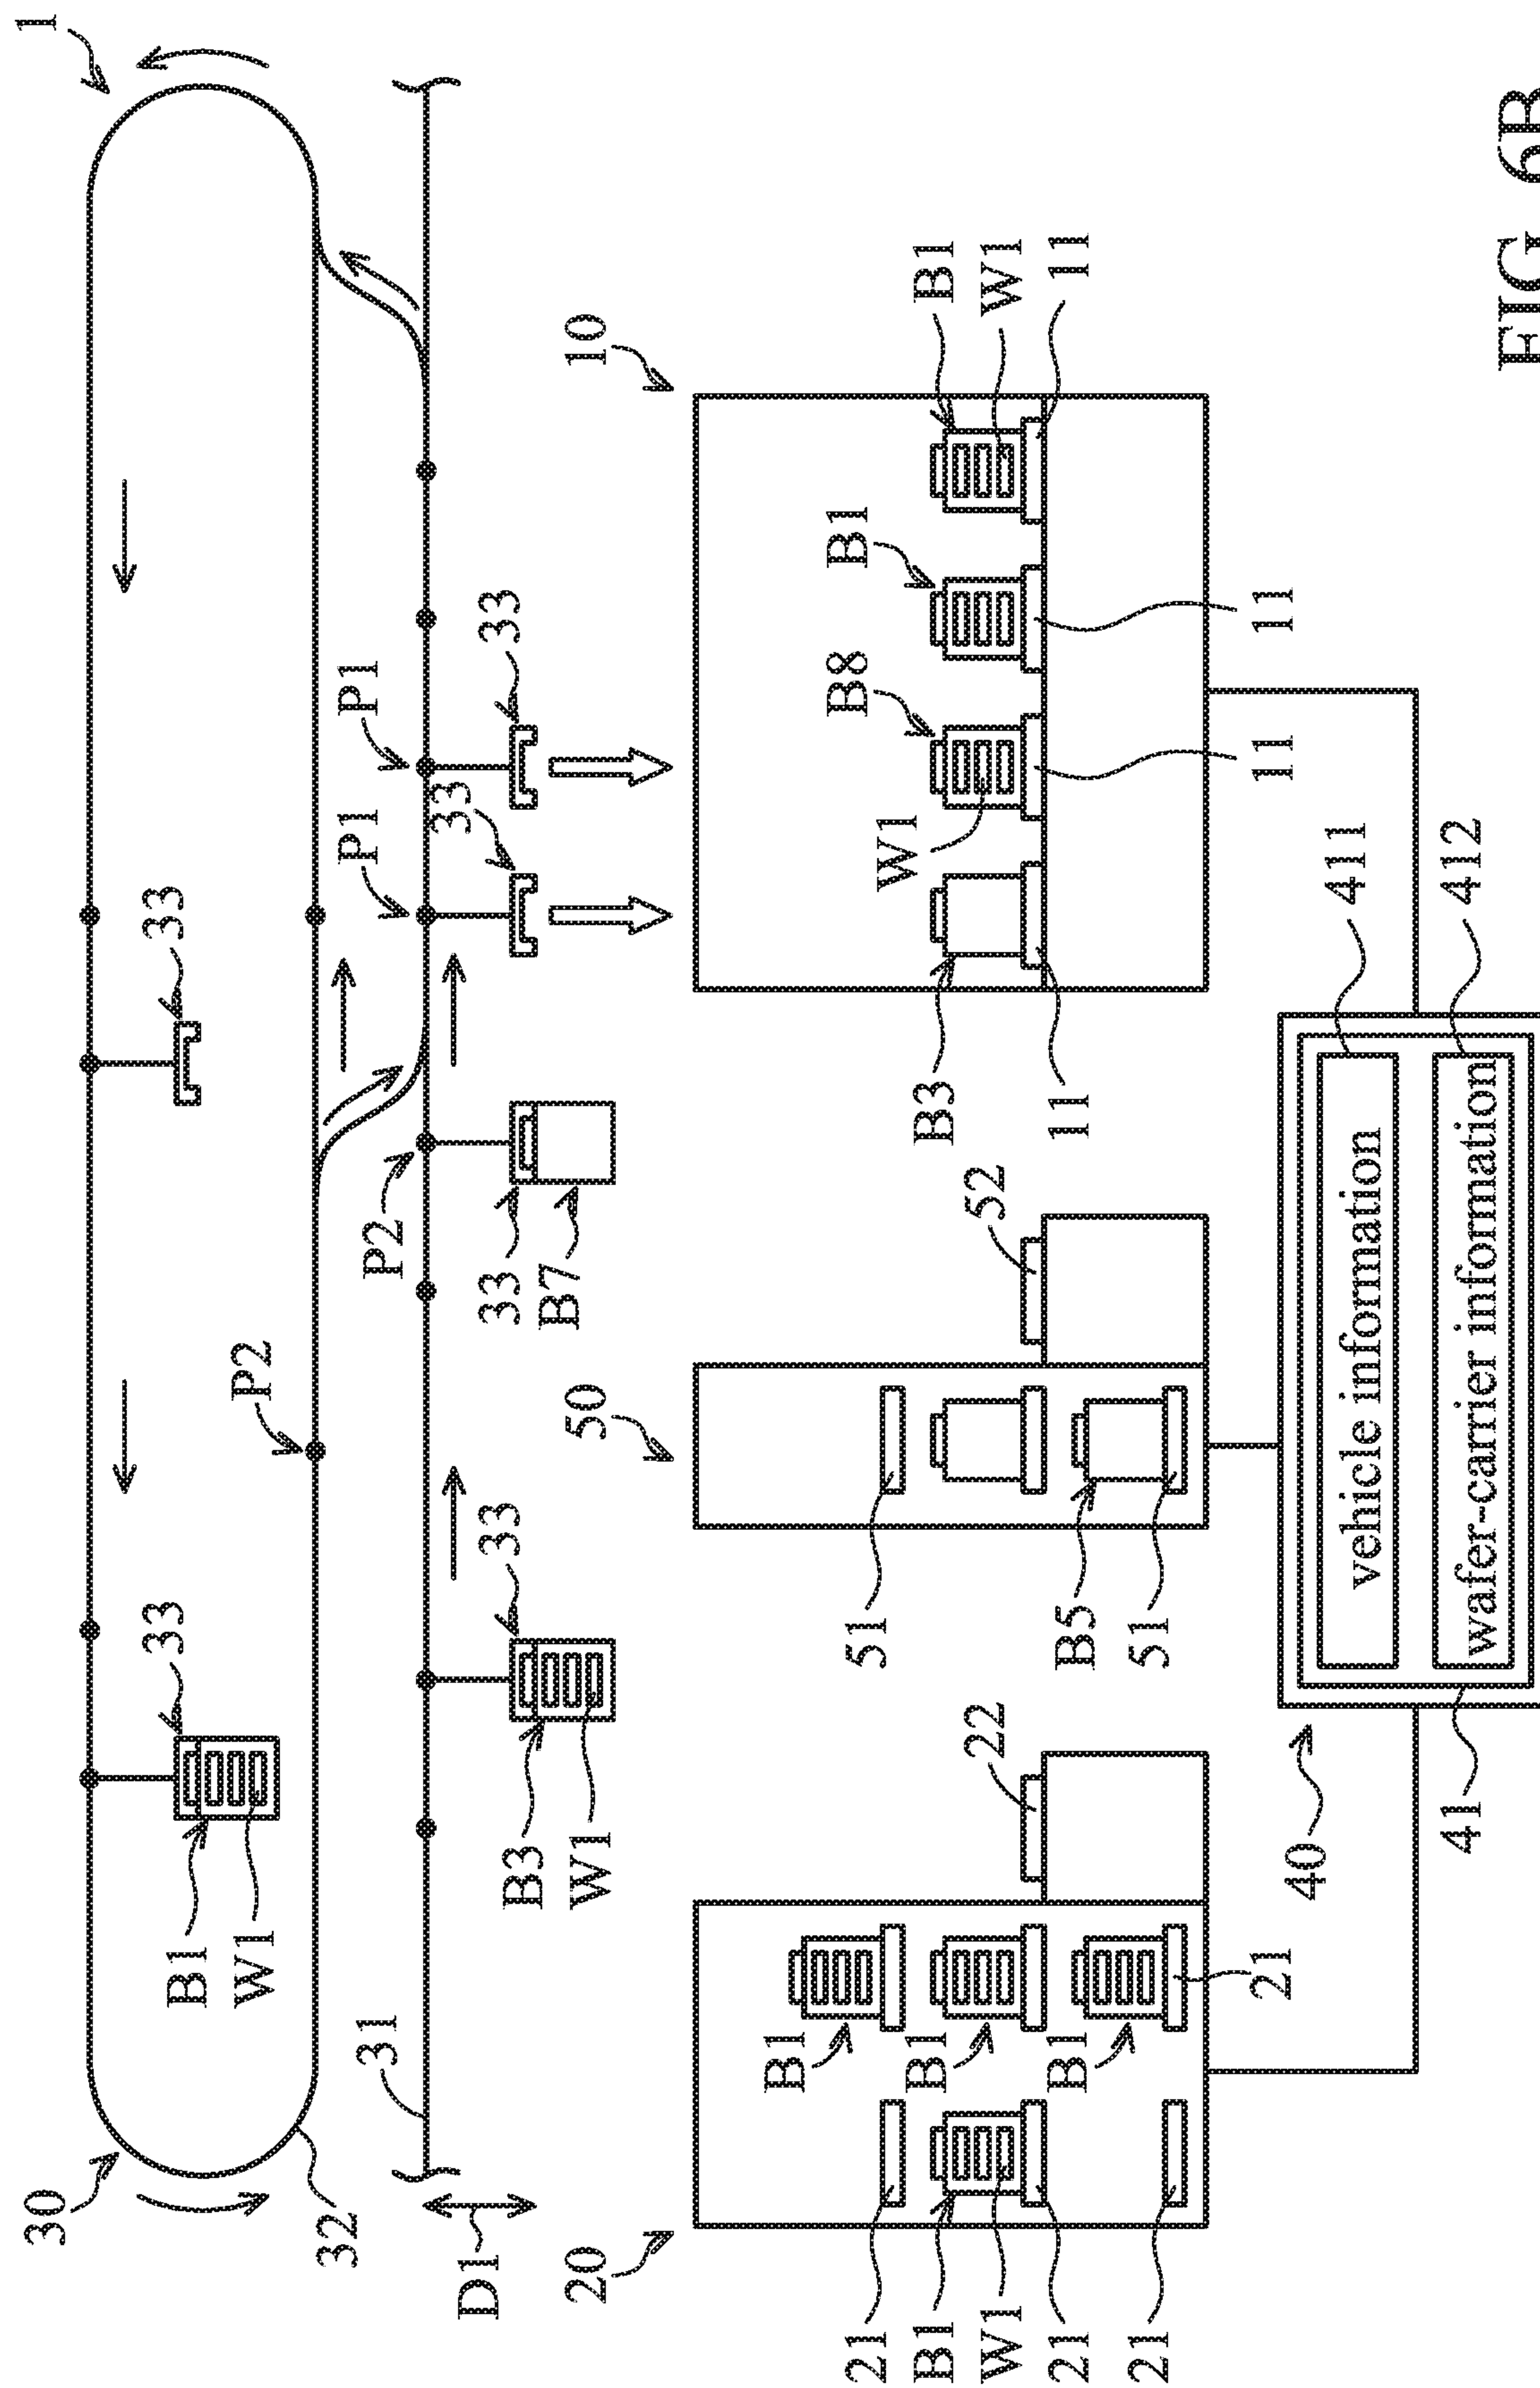 30
1
33
33
B1
W1
P2
32
P1
P1
31
P2
33
D1
33
33
33
B3
B7
W1
20
50
10
B1
B8
B1
21
51
W1
B1
B1
B3
B1
22
52
W1
W1
21
B1
B5
11
11
21
51
21
11
11
40
vehicle information
411
41
wafer-carrier information
412
FIG 6B